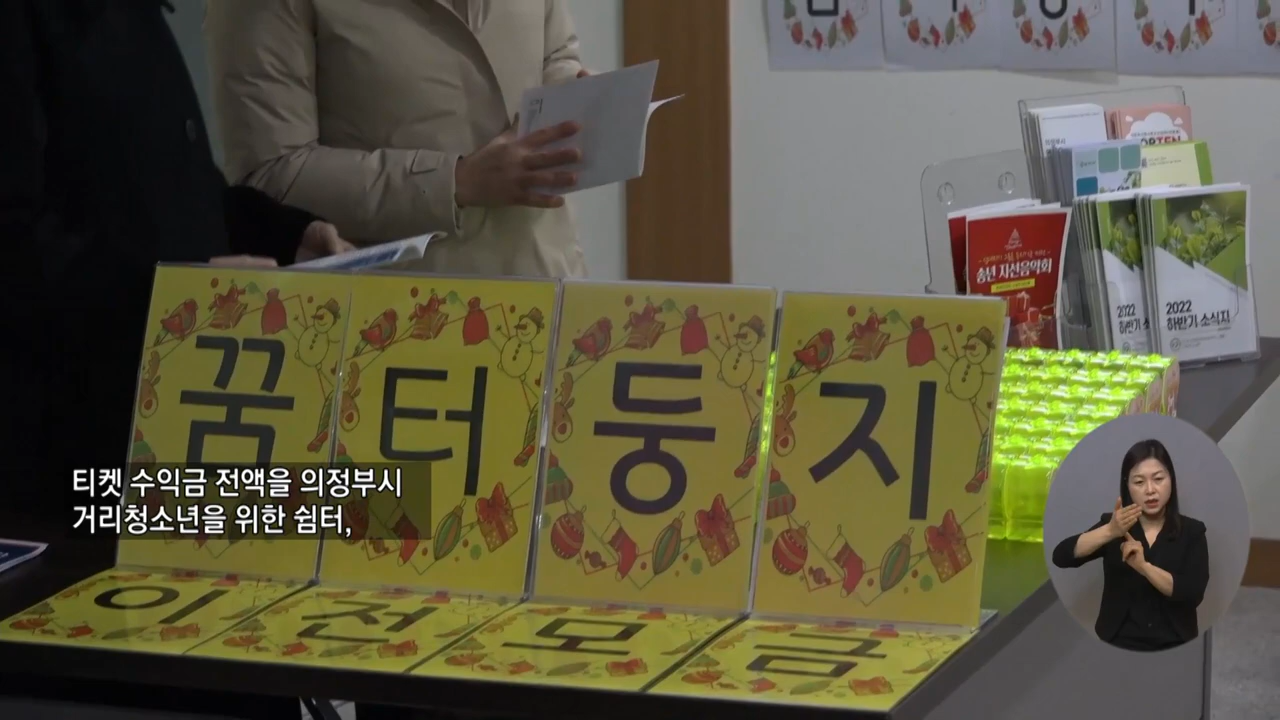 꿈터둥지
이전모금
티켓 수익금 전액을 의정부시
거리청소년을 위한 쉼터,
송년 자선음악회
2022
하반기 소식지
2022
하반기 소